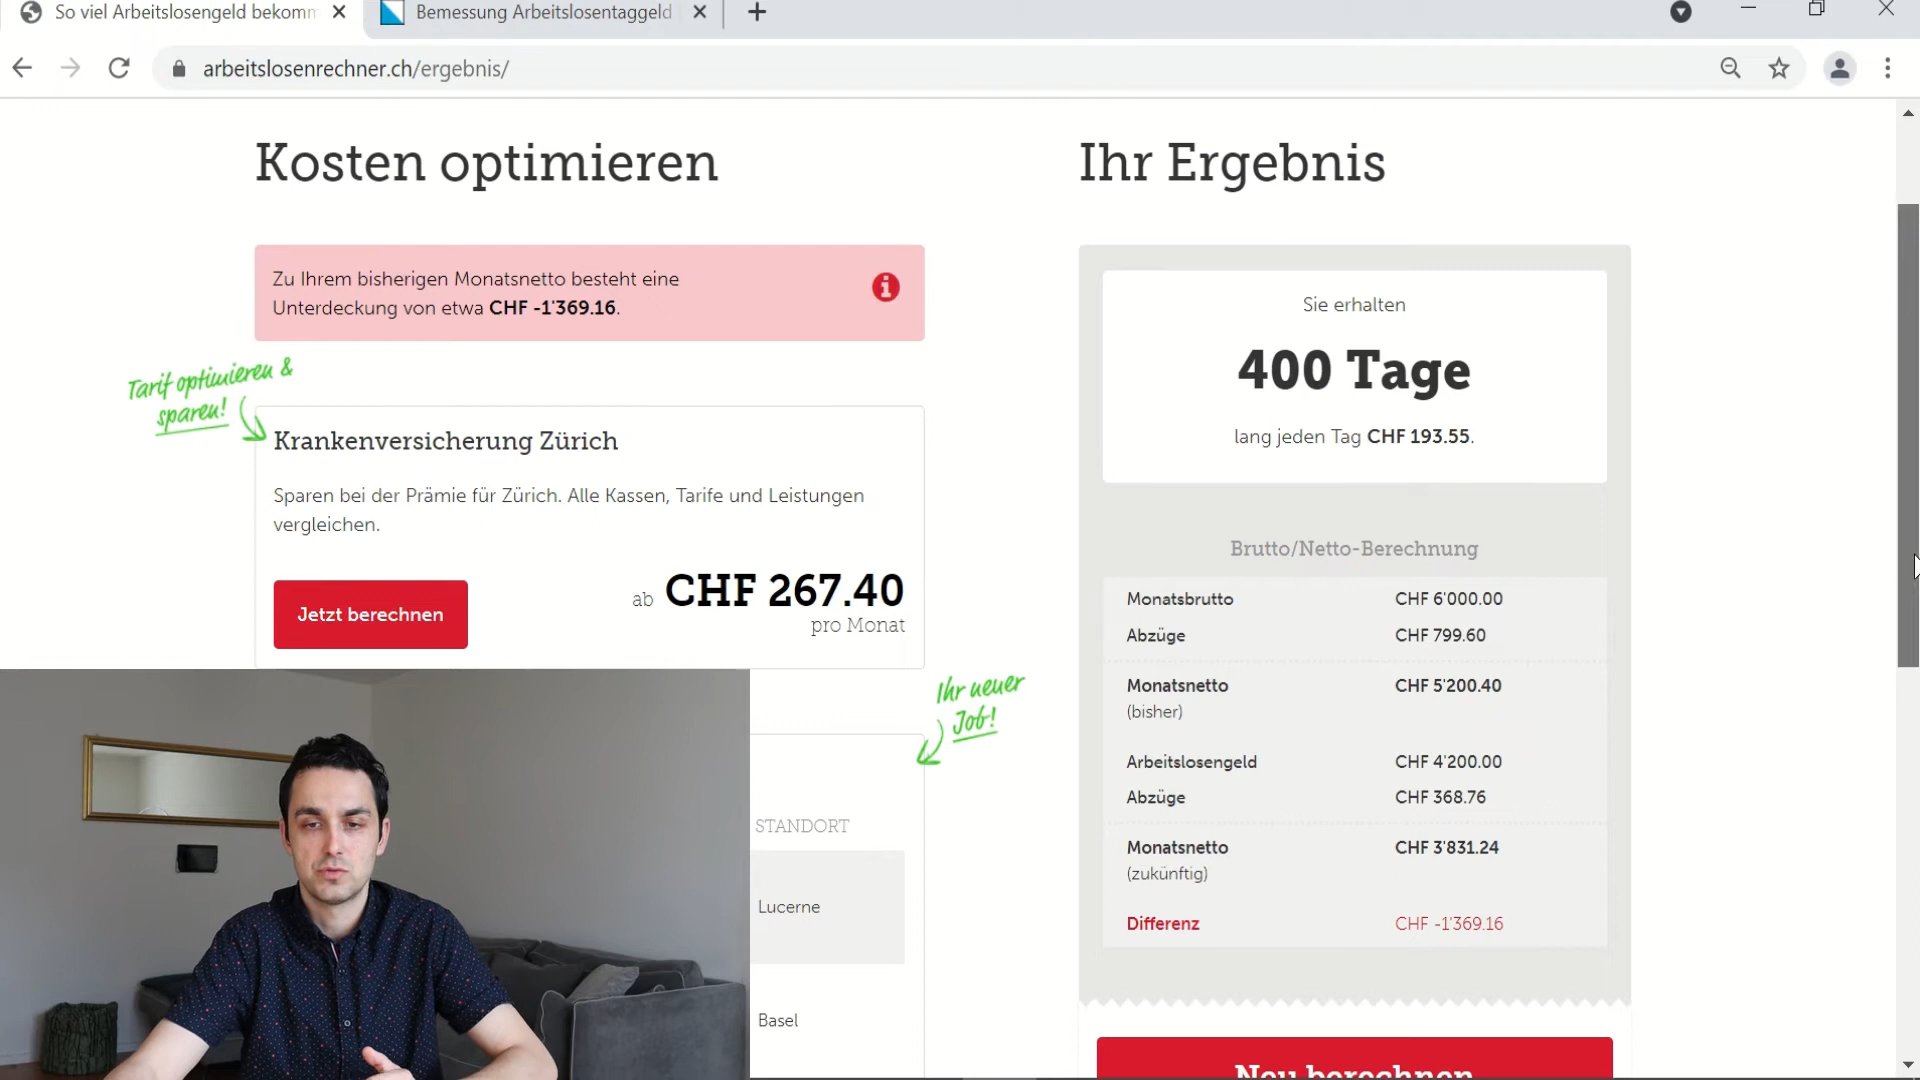 So viel Arbeitslosengeld bekomm
Bemessung Arbeitslosentaggeld
arbeitslosenrechner.ch/ergebnis/
Kosten optimieren
Zu Ihrem bisherigen Monatsnetto besteht eine
Unterdeckung von etwa CHF -1'369.16.
Tarif optimieren &
sparen!
Krankenversicherung Zürich
Sparen bei der Prämie für Zürich. Alle Kassen, Tarife und Leistungen
vergleichen.
Jetzt berechnen
ab CHF 267.40
pro Monat
Ihr neuer
Job!
STANDORT
Lucerne
Basel
Ihr Ergebnis
Sie erhalten
400 Tage
lang jeden Tag CHF 193.55.
Brutto/Netto-Berechnung
Monatsbrutto CHF 6'000.00
Abzüge CHF 799.60
Monatsnetto CHF 5'200.40
(bisher)
Arbeitslosengeld CHF 4'200.00
Abzüge CHF 368.76
Monatsnetto CHF 3'831.24
(zukünftig)
Differenz CHF -1'369.16
Neu berechnen